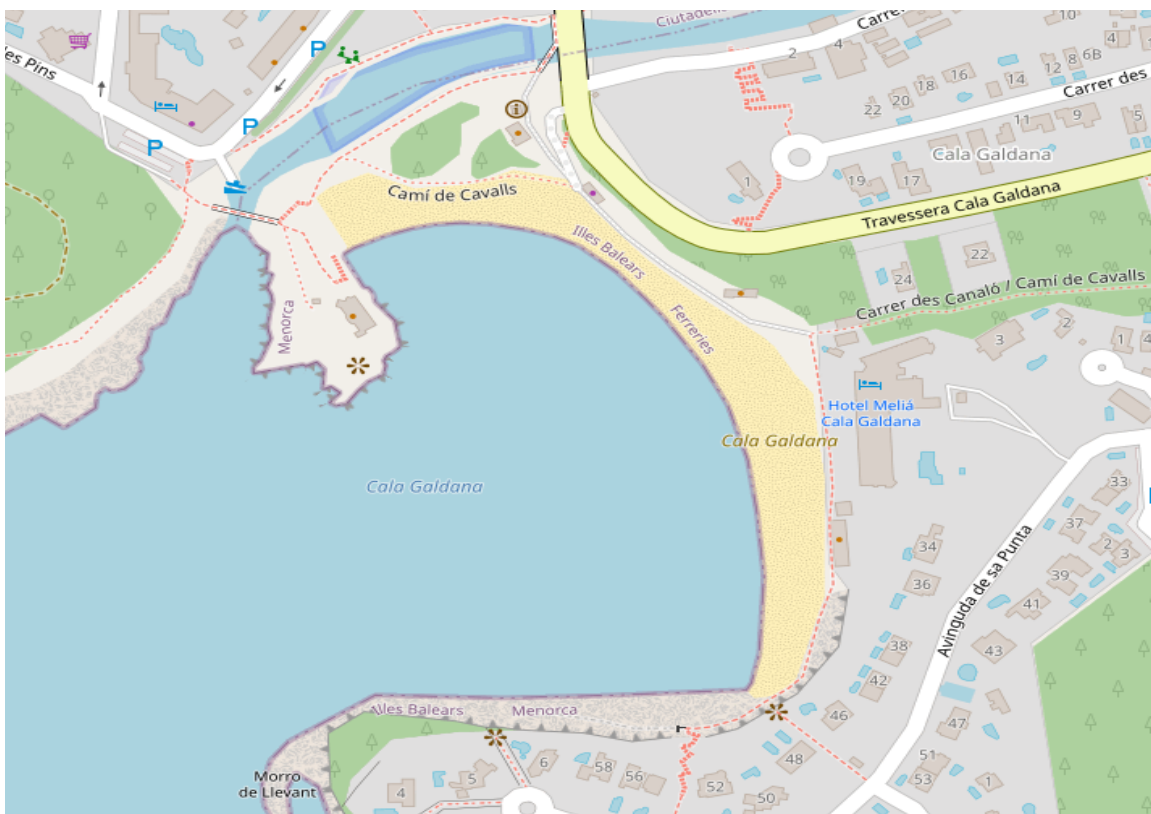 Ciutadella
Carrer
10
2
4
4
6B
8
12
14
16
18
20
22
Carrer des
11
9
5
Cala Galdana
les Pins
P
P
P
i
1
19
17
Camí de Cavalls
Travessera Cala Galdana
Illes Balears
Ferreries
22
24
Carrer des Canaló / Camí de Cavalls
Menorca
3
2
1
4
Hotel Meliá
Cala Galdana
Cala Galdana
Cala Galdana
33
37
2
3
34
36
39
41
Avinguda de sa Punta
38
43
42
46
47
Illes Balears
Menorca
48
51
53
1
6
5
4
58
56
52
50
Morro
de Llevant